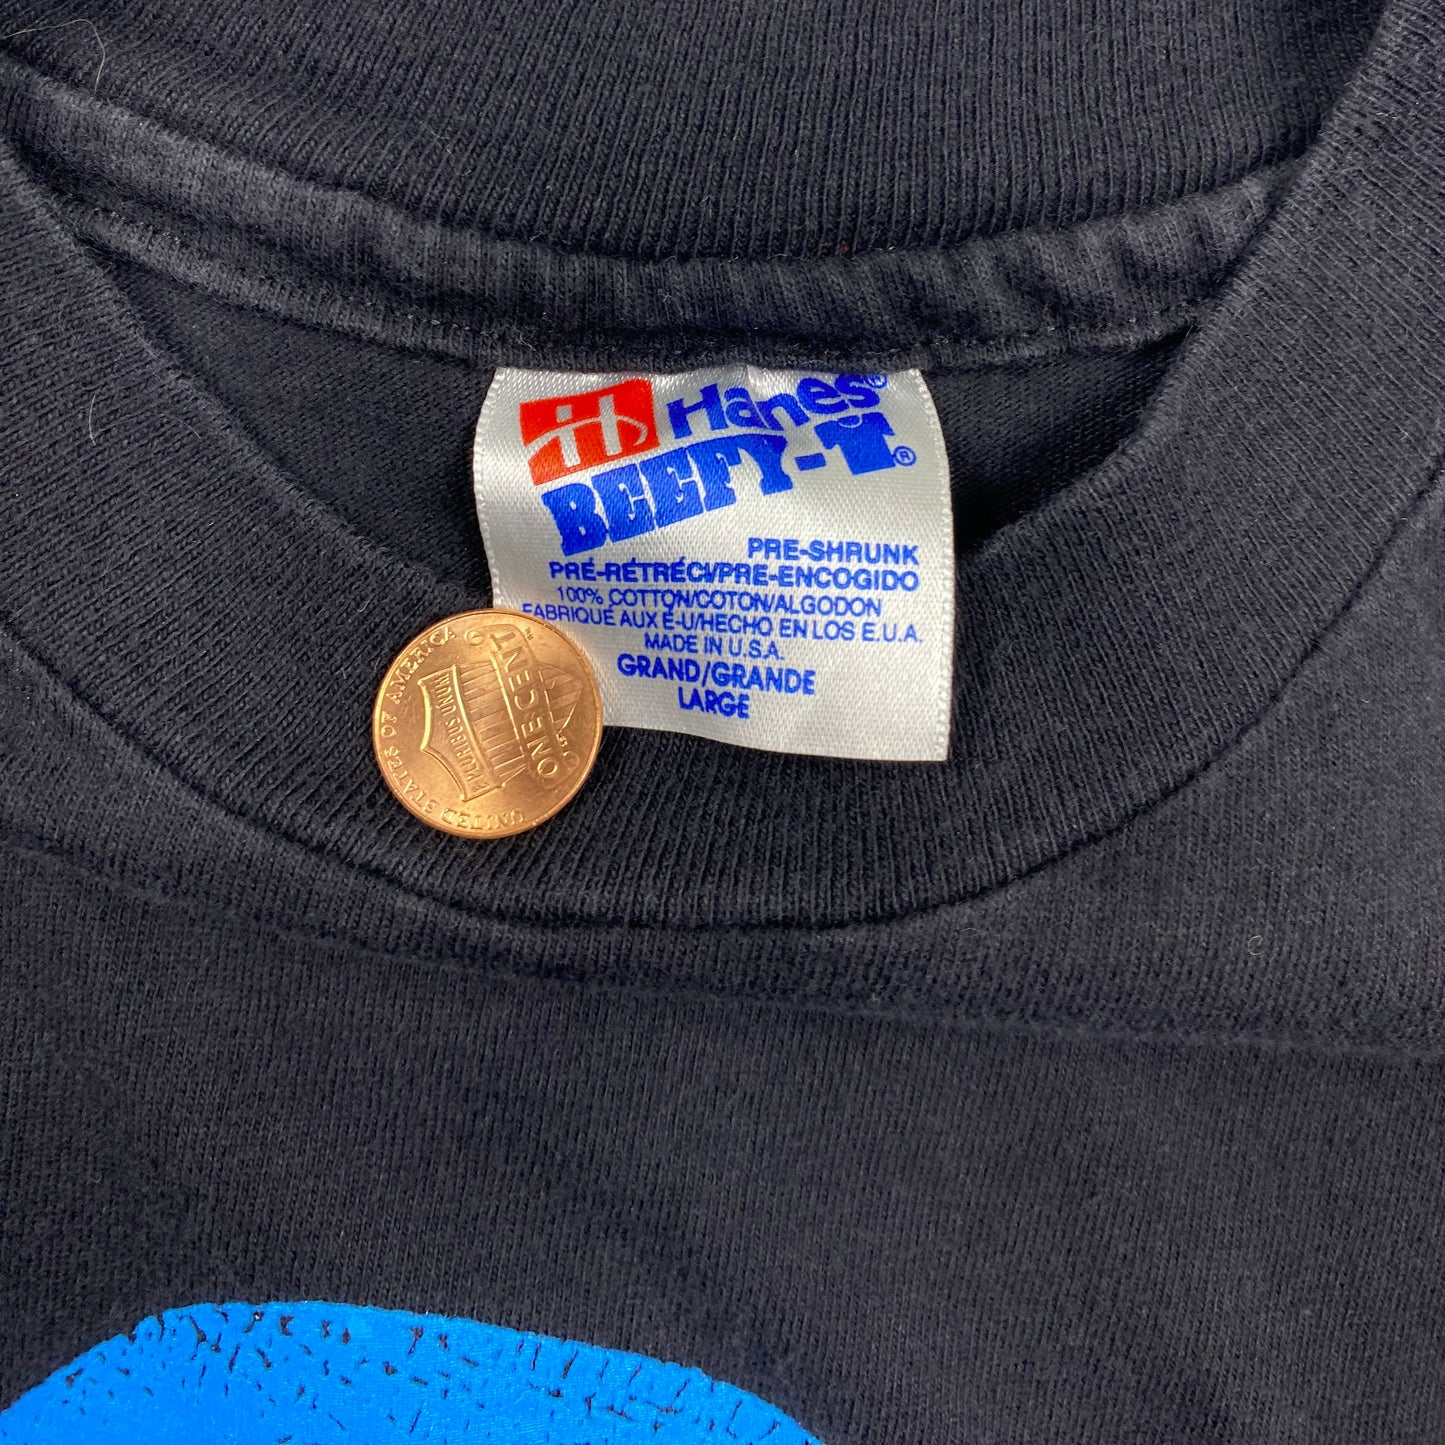 Hanes®
BEEFY-T®
PRE-SHRUNK
PRÉ-RÉTRÉCI/PRE-ENCOGIDO
100% COTTON/COTON/ALGODON
FABRIQUÉ AUX É-U/HECHO EN LOS E.U.A.
MADE IN U.S.A.
GRAND/GRANDE
LARGE
UNITED STATES OF AMERICA
E PLURIBUS UNUM
ONE CENT